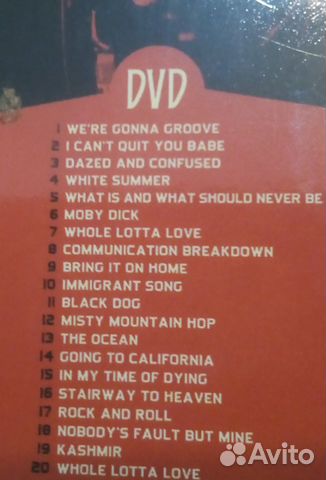 DVD
1 WE'RE GONNA GROOVE
2 I CAN'T QUIT YOU BABE
3 DAZED AND CONFUSED
4 WHITE SUMMER
5 WHAT IS AND WHAT SHOULD NEVER BE
6 MOBY DICK
7 WHOLE LOTTA LOVE
8 COMMUNICATION BREAKDOWN
9 BRING IT ON HOME
10 IMMIGRANT SONG
11 BLACK DOG
12 MISTY MOUNTAIN HOP
13 THE OCEAN
14 GOING TO CALIFORNIA
15 IN MY TIME OF DYING
16 STAIRWAY TO HEAVEN
17 ROCK AND ROLL
18 NOBODY'S FAULT BUT MINE
19 KASHMIR
20 WHOLE LOTTA LOVE
Avito